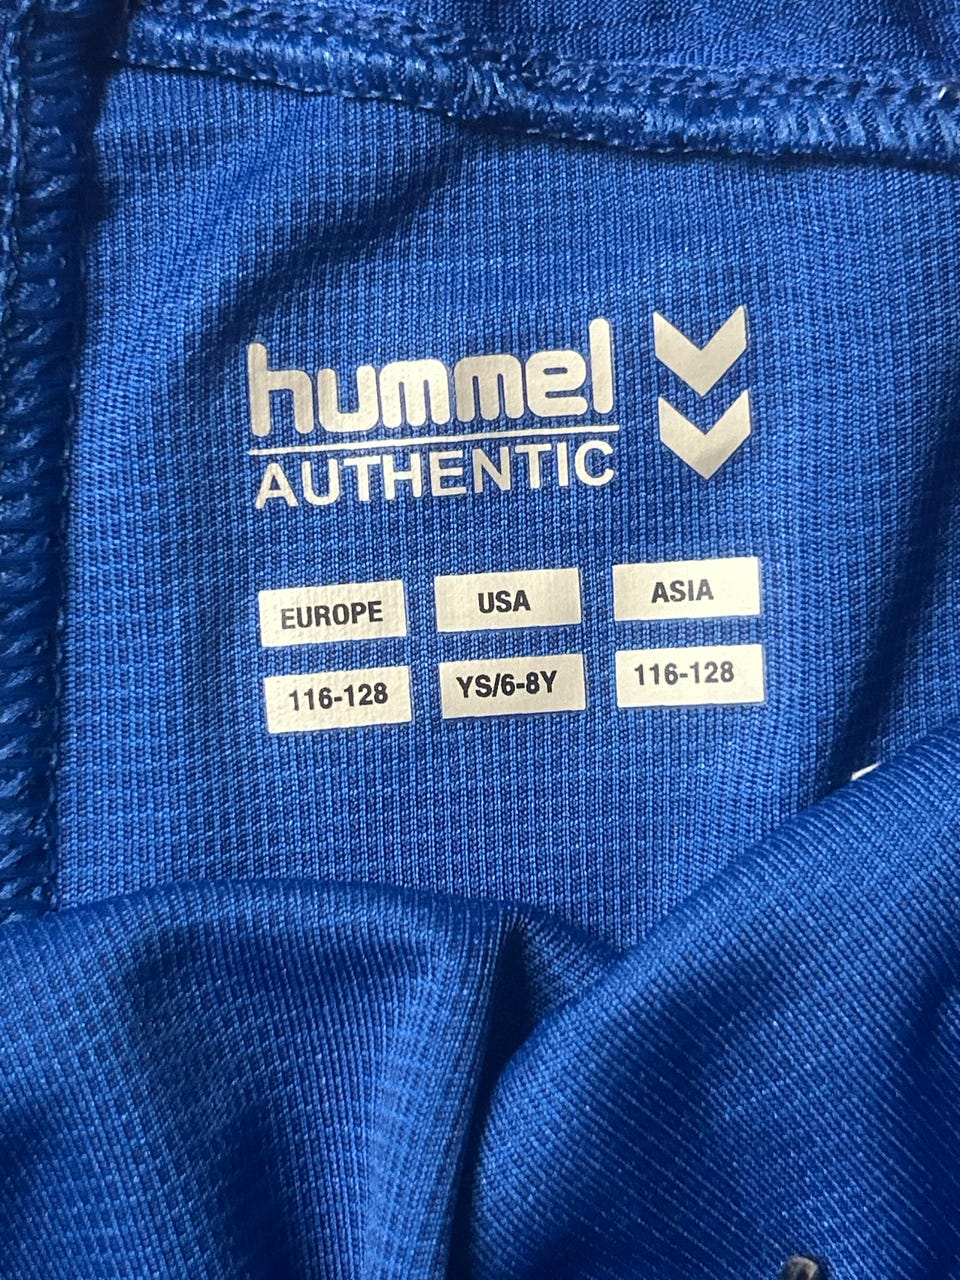 hummel
AUTHENTIC
EUROPE USA ASIA
116-128 YS/6-8Y 116-128